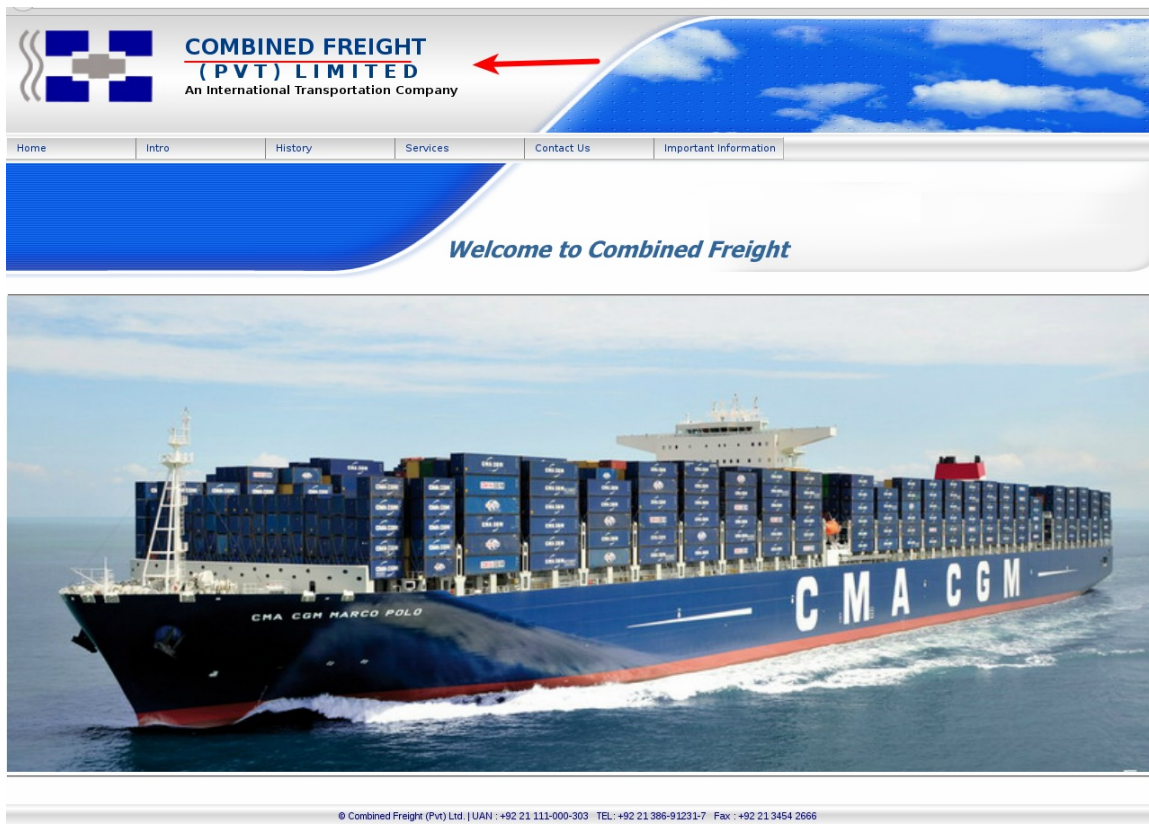 COMBINED FREIGHT
(PVT) LIMITED
An International Transportation Company
Home Intro History Services Contact Us Important Information
Welcome to Combined Freight
CMA CGM MARCO POLO
CMA CGM
© Combined Freight (Pvt) Ltd. | UAN : +92 21 111-000-303 TEL: +92 21 386-91231-7 Fax : +92 21 3454 2666